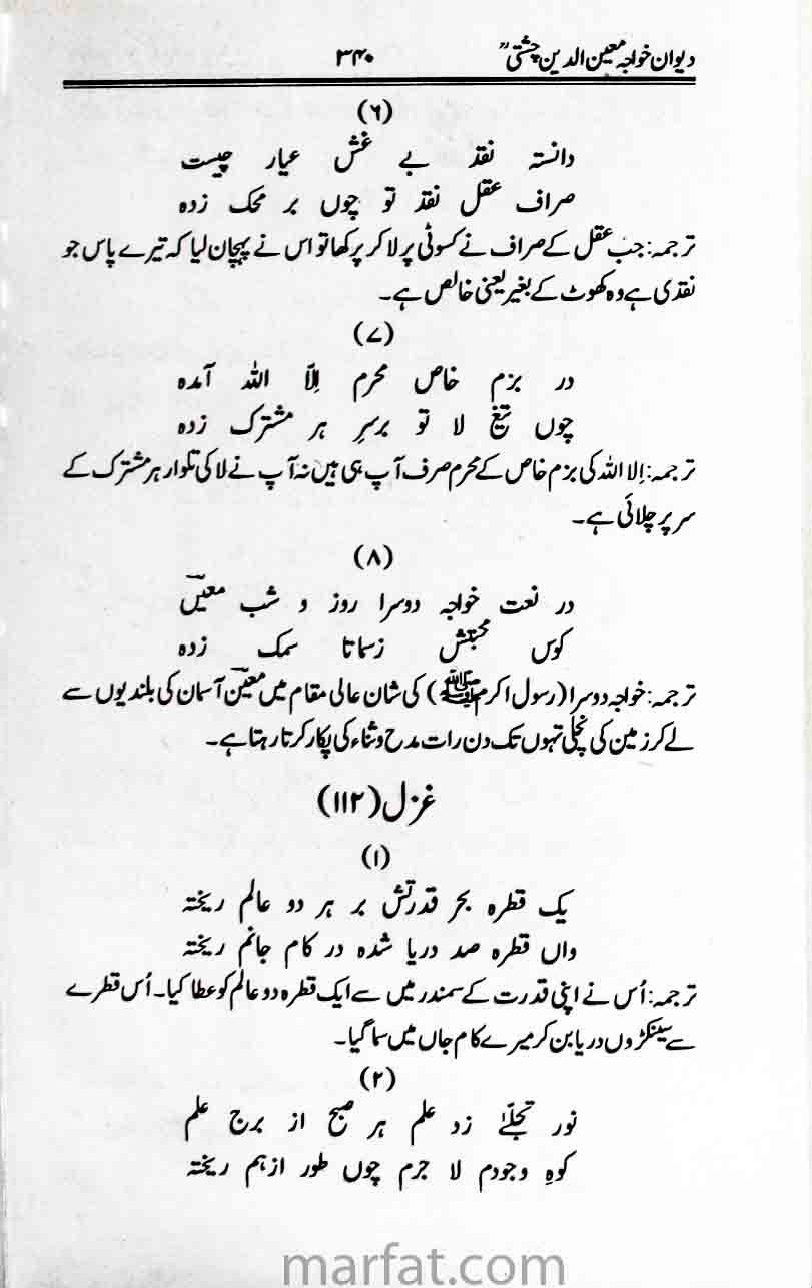 دیوان خواجہ معین الدین چشتیؒ ۳۴۰
(۶)
دانستہ نقد بے غش عیار چیست
صراف عقل نقد تو چوں بر محک زدہ
ترجمہ: جب عقل کے صراف نے کسوٹی پر لا کر پرکھا تو اس نے پہچان لیا کہ تیرے پاس جو
نقدی ہے وہ کھوٹ کے بغیر یعنی خالص ہے۔
(۷)
در بزم خاص محرم اِلّا اللہ آمدہ
چوں تیغ لا تو برسرِ ہر مشترک زدہ
ترجمہ: اِلا اللہ کی بزم خاص کے محرم صرف آپ ہی ہیں نہ آپ نے لا کی تلوار ہر مشترک کے
سر پر چلائی ہے۔
(۸)
در نعت خواجہ دوسرا روز و شب معینؔ
کوس محبتش زسماتا سمک زدہ
ترجمہ: خواجہ دوسرا (رسول اکرم ﷺ) کی شان عالی مقام میں معینؔ آسمان کی بلندیوں سے
لے کر زمین کی نچلی تہوں تک دن رات مدح و ثناء کی پکار کرتا رہتا ہے۔
غزل (۱۱۲)
(۱)
یک قطرہ بحر قدرتش بر ہر دو عالم ریختہ
واں قطرہ صد دریا شدہ در کام جانم ریختہ
ترجمہ: اُس نے اپنی قدرت کے سمندر میں سے ایک قطرہ دو عالم کو عطا کیا۔ اُس قطرے
سے سینکڑوں دریا بن کر میرے کام جاں میں سما گیا۔
(۲)
نور تجلّیٰے زد علم ہر صبح از برج علم
کوہِ وجودم لا جرم چوں طور ازہم ریختہ
marfat.com